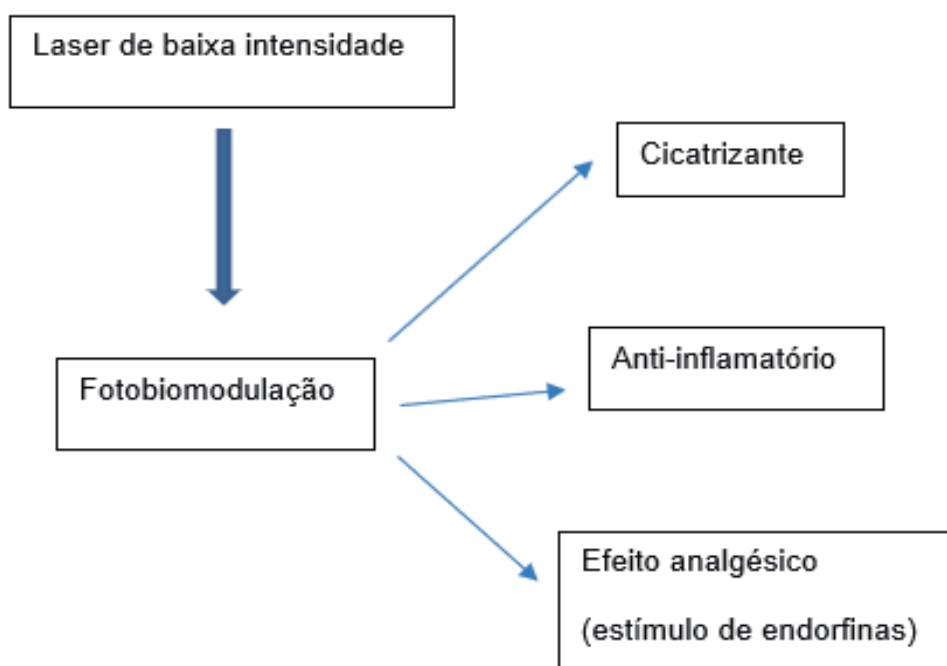 Laser de baixa intensidade
Cicatrizante
Fotobiomodulação
Anti-inflamatório
Efeito analgésico
(estímulo de endorfinas)